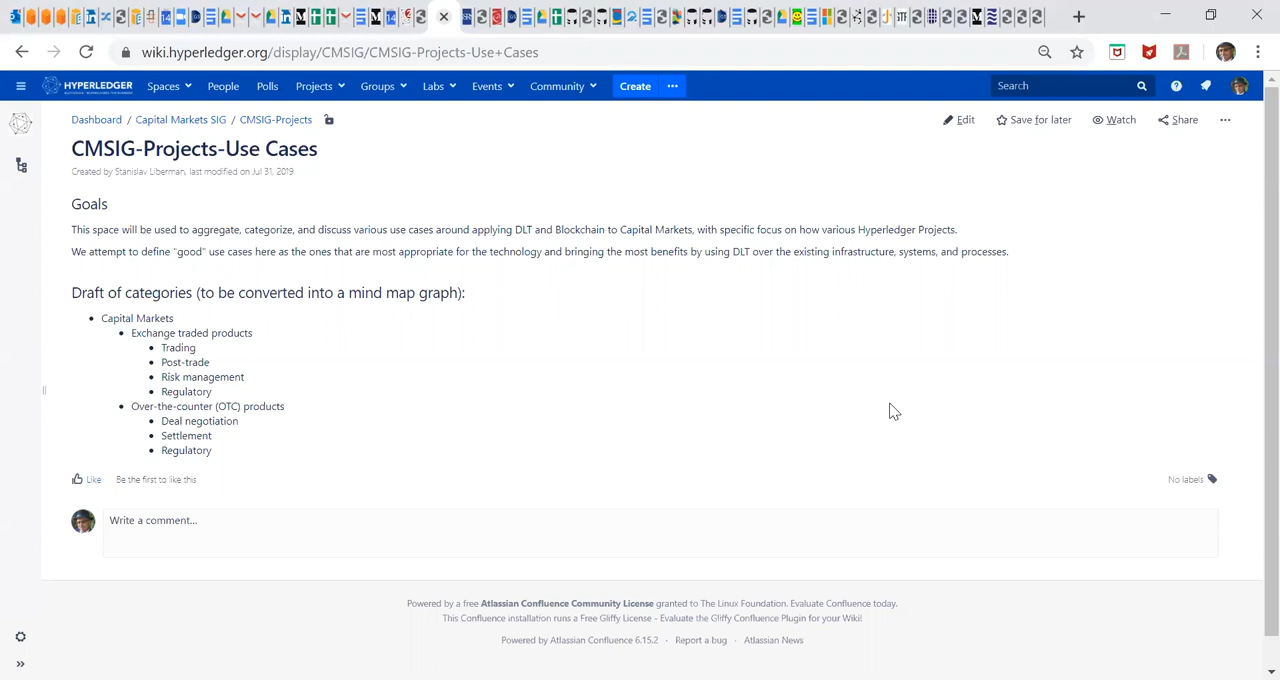 wiki.hyperledger.org/display/CMSIG/CMSIG-Projects-Use+Cases
HYPERLEDGER Spaces People Polls Projects Groups Labs Events Community Create ··· Search
Dashboard / Capital Markets SIG / CMSIG-Projects Edit Save for later Watch Share ···
CMSIG-Projects-Use Cases
Created by Stanislav Liberman, last modified on Jul 31, 2019
Goals
This space will be used to aggregate, categorize, and discuss various use cases around applying DLT and Blockchain to Capital Markets, with specific focus on how various Hyperledger Projects.
We attempt to define "good" use cases here as the ones that are most appropriate for the technology and bringing the most benefits by using DLT over the existing infrastructure, systems, and processes.
Draft of categories (to be converted into a mind map graph):
• Capital Markets
• Exchange traded products
• Trading
• Post-trade
• Risk management
• Regulatory
• Over-the-counter (OTC) products
• Deal negotiation
• Settlement
• Regulatory
Like Be the first to like this No labels
Write a comment...
Powered by a free Atlassian Confluence Community License granted to The Linux Foundation. Evaluate Confluence today.
This Confluence installation runs a Free Gliffy License - Evaluate the Gliffy Confluence Plugin for your Wiki!
Powered by Atlassian Confluence 6.15.2 · Report a bug · Atlassian News